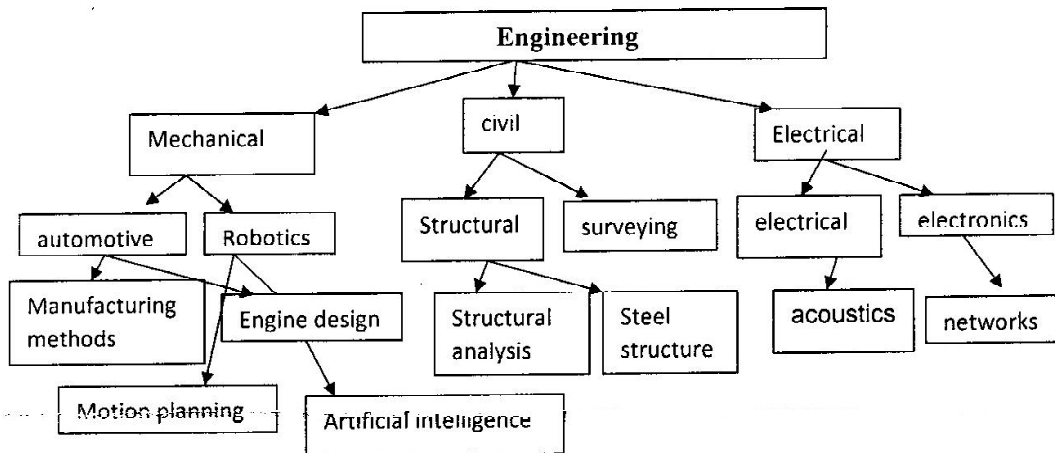 Engineering
Mechanical
civil
Electrical
automotive
Robotics
Structural
surveying
electrical
electronics
Manufacturing
methods
Engine design
Structural
analysis
Steel
structure
acoustics
networks
Motion planning
Artificial intelligence